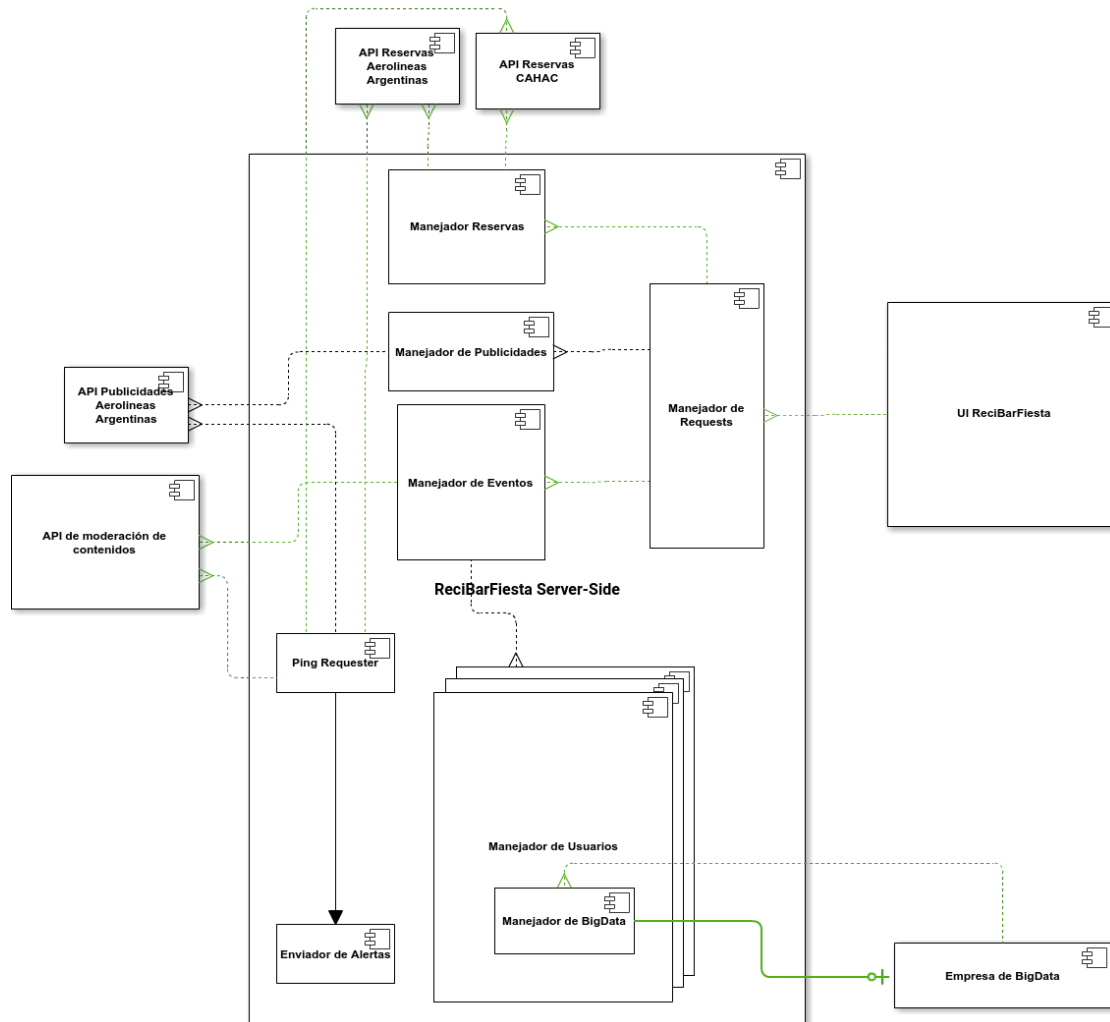 API Reservas
Aerolineas
Argentinas
API Reservas
CAHAC
Manejador Reservas
Manejador de Publicidades
API Publicidades
Aerolineas
Argentinas
Manejador de
Requests
UI ReciBarFiesta
Manejador de Eventos
API de moderación de
contenidos
ReciBarFiesta Server-Side
Ping Requester
Manejador de Usuarios
Manejador de BigData
Enviador de Alertas
Empresa de BigData